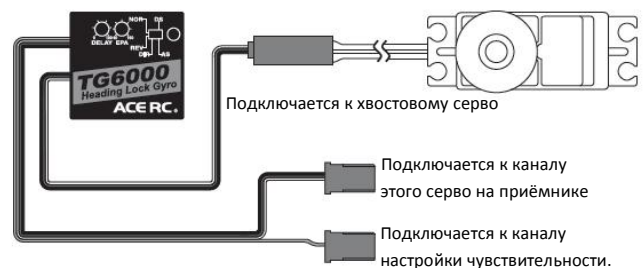 NOR DS
DELAY EPA
REV
DIR AS
TG6000
Heading Lock Gyro
ACE RC.
Подключается к хвостовому серво
Подключается к каналу
этого серво на приёмнике
Подключается к каналу
настройки чувствительности.